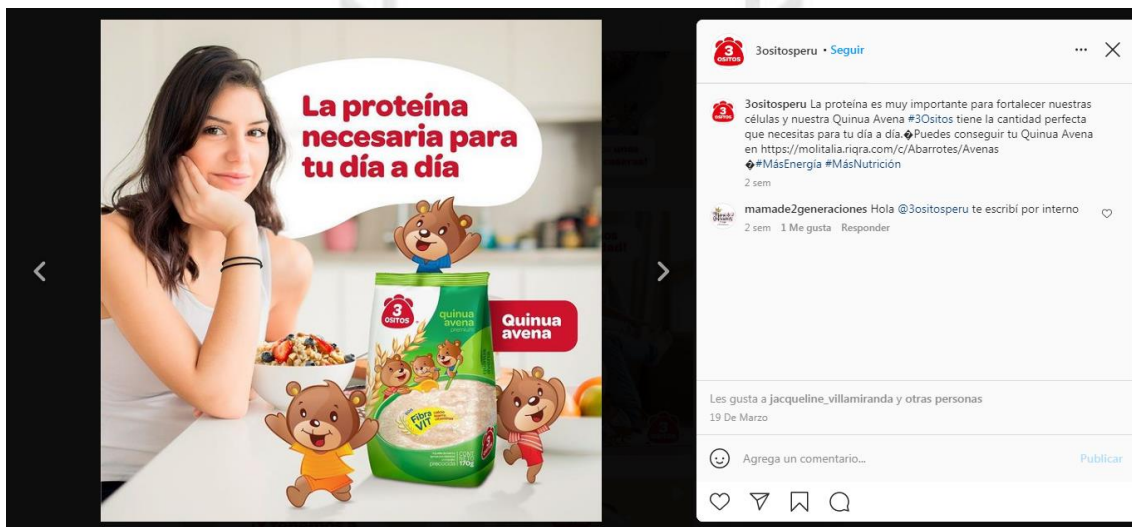 La proteína
necesaria para
tu día a día
3
OSITOS
quinua
avena
premium
Quinua
avena
Fibra
VIT
precocida
170g
3
OSITOS
3ositosperu • Seguir
3ositosperu La proteína es muy importante para fortalecer nuestras
células y nuestra Quinua Avena #3Ositos tiene la cantidad perfecta
que necesitas para tu día a día.�Puedes conseguir tu Quinua Avena
en https://molitalia.riqra.com/c/Abarrotes/Avenas
�#MásEnergía #MásNutrición
2 sem
mamade2generaciones Hola @3ositosperu te escribí por interno
2 sem 1 Me gusta Responder
Les gusta a jacqueline_villamiranda y otras personas
19 De Marzo
Agrega un comentario...
Publicar